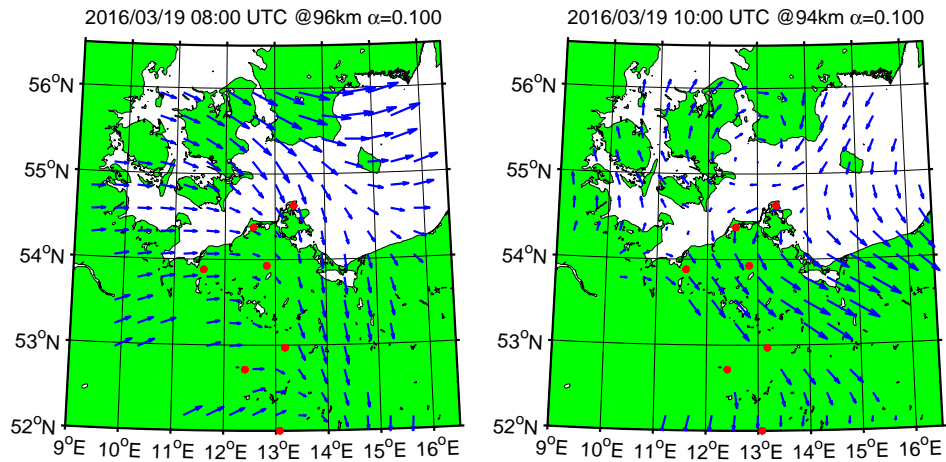 2016/03/19 08:00 UTC @96km α=0.100
56°N
55°N
54°N
53°N
52°N
9°E 10°E 11°E 12°E 13°E 14°E 15°E 16°E
2016/03/19 10:00 UTC @94km α=0.100
56°N
55°N
54°N
53°N
52°N
9°E 10°E 11°E 12°E 13°E 14°E 15°E 16°E